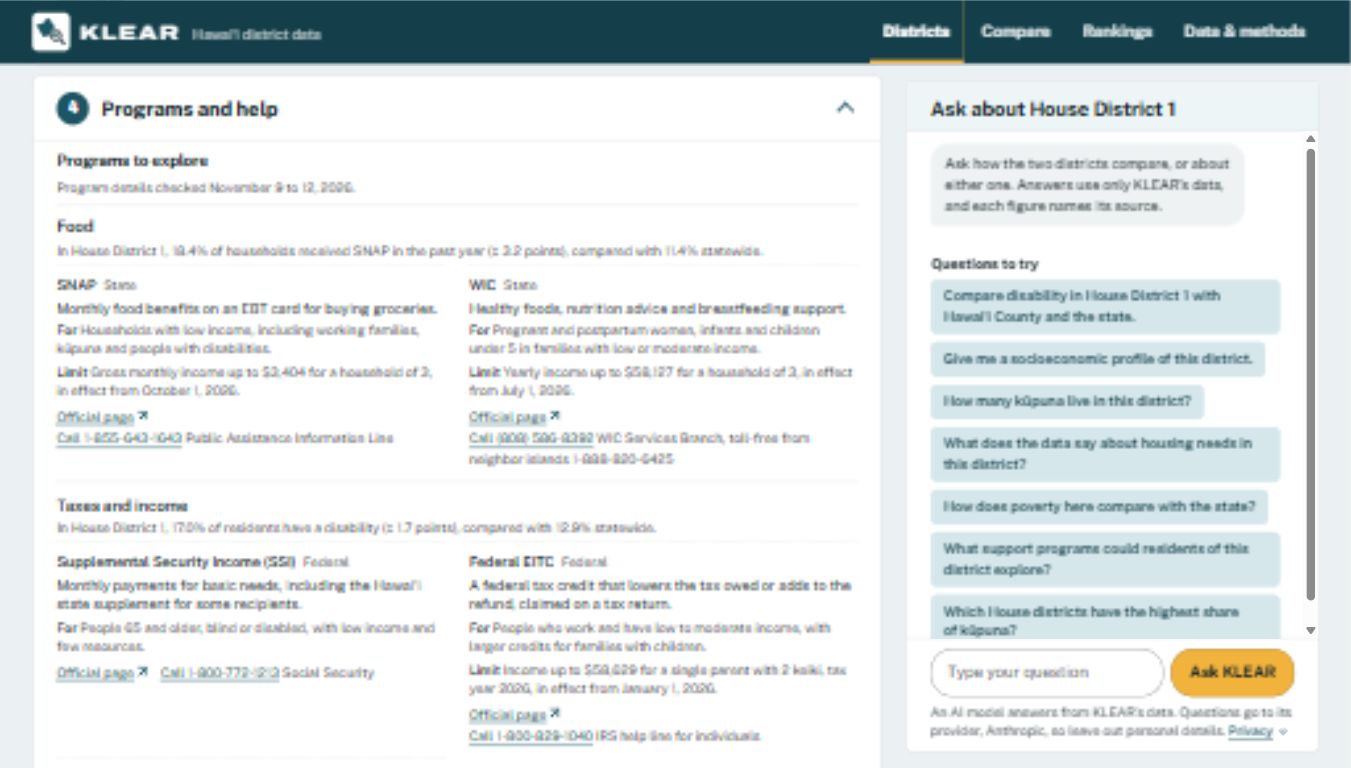 KLEAR Hawaiʻi district data
Districts
Compare
Rankings
Data & methods
4 Programs and help
Programs to explore
Program details checked November 9 to 12, 2026.
Food
In House District 1, 18.4% of households received SNAP in the past year (± 3.2 points), compared with 11.4% statewide.
SNAP State
Monthly food benefits on an EBT card for buying groceries.
For Households with low income, including working families,
kūpuna and people with disabilities.
Limit Gross monthly income up to $3,404 for a household of 3,
in effect from October 1, 2026.
Official page
Call 1-855-643-1643 Public Assistance Information Line
WIC State
Healthy foods, nutrition advice and breastfeeding support.
For Pregnant and postpartum women, infants and children
under 5 in families with low or moderate income.
Limit Yearly income up to $58,127 for a household of 3, in effect
from July 1, 2026.
Official page
Call (808) 586-8392 WIC Services Branch, toll-free from
neighbor islands 1-888-820-6425
Taxes and income
In House District 1, 17.0% of residents have a disability (± 1.7 points), compared with 12.9% statewide.
Supplemental Security Income (SSI) Federal
Monthly payments for basic needs, including the Hawaiʻi
state supplement for some recipients.
For People 65 and older, blind or disabled, with low income and
few resources.
Official page Call 1-800-772-1213 Social Security
Federal EITC Federal
A federal tax credit that lowers the tax owed or adds to the
refund, claimed on a tax return.
For People who work and have low to moderate income, with
larger credits for families with children.
Limit Income up to $58,629 for a single parent with 2 keiki, tax
year 2026, in effect from January 1, 2026.
Official page
Call 1-800-829-1040 IRS help line for individuals
Ask about House District 1
Ask how the two districts compare, or about
either one. Answers use only KLEAR's data,
and each figure names its source.
Questions to try
Compare disability in House District 1 with
Hawaiʻi County and the state.
Give me a socioeconomic profile of this district.
How many kūpuna live in this district?
What does the data say about housing needs in
this district?
How does poverty here compare with the state?
What support programs could residents of this
district explore?
Which House districts have the highest share
of kūpuna?
Type your question
Ask KLEAR
An AI model answers from KLEAR's data. Questions go to its
provider, Anthropic, so leave out personal details. Privacy